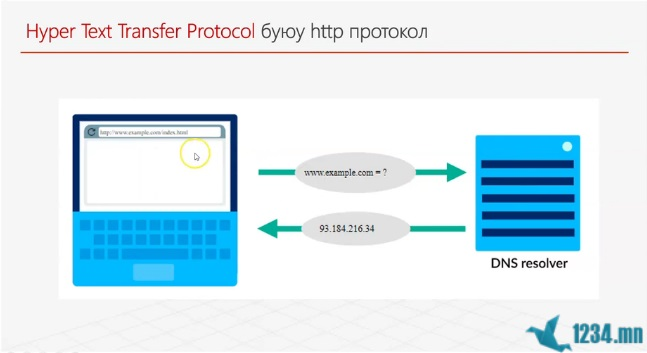 Hyper Text Transfer Protocol буюу http протокол
http://www.example.com/index.html
www.example.com = ?
93.184.216.34
DNS resolver
1234.mn